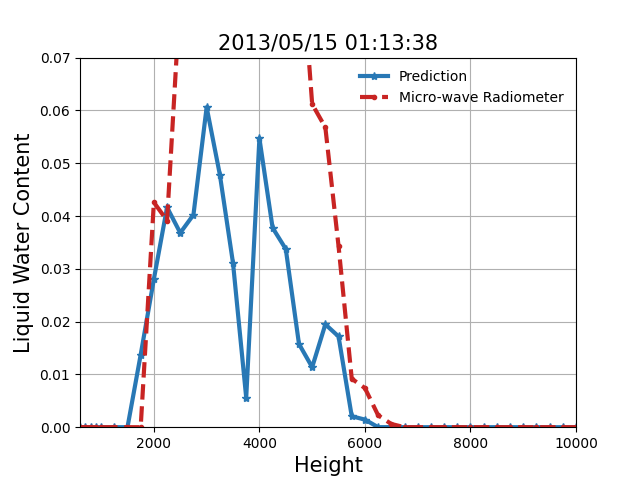 2013/05/15 01:13:38
0.07
0.06
0.05
0.04
0.03
0.02
0.01
0.00
Liquid Water Content
Prediction
Micro-wave Radiometer
2000 4000 6000 8000 10000
Height